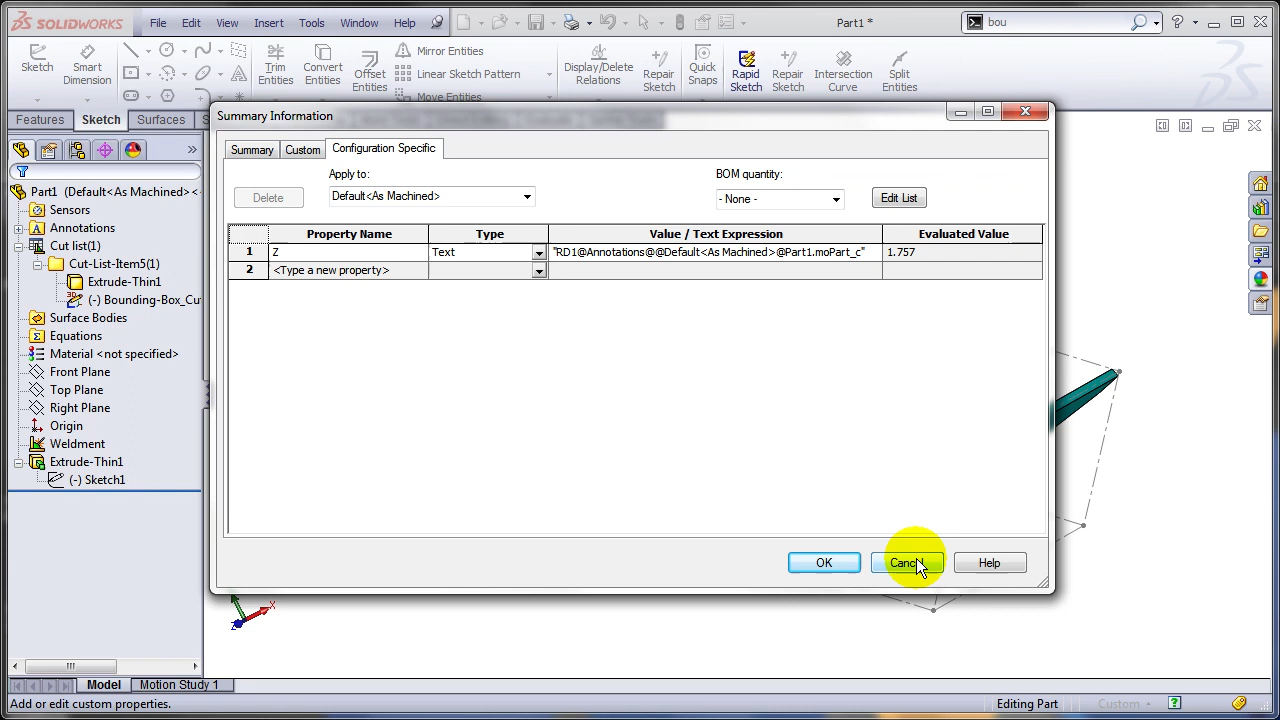 SOLIDWORKS File Edit View Insert Tools Window Help Part1 * bou
Sketch Smart Dimension Trim Entities Convert Entities Offset Entities Mirror Entities Linear Sketch Pattern Move Entities Display/Delete Relations Repair Sketch Quick Snaps Rapid Sketch Repair Sketch Intersection Curve Split Entities
Features Sketch Surfaces
Summary Information
Summary Custom Configuration Specific
Apply to: BOM quantity:
Delete Default<As Machined> - None - Edit List
Property Name Type Value / Text Expression Evaluated Value
1 Z Text "RD1@Annotations@@Default<As Machined>@Part1.moPart_c" 1.757
2 <Type a new property>
OK Cancel Help
Part1 (Default<As Machined><
Sensors
Annotations
Cut list(1)
Cut-List-Item5(1)
Extrude-Thin1
(-) Bounding-Box_Cu
Surface Bodies
Equations
Material <not specified>
Front Plane
Top Plane
Right Plane
Origin
Weldment
Extrude-Thin1
(-) Sketch1
X
Z
Model Motion Study 1
Add or edit custom properties. Editing Part Custom